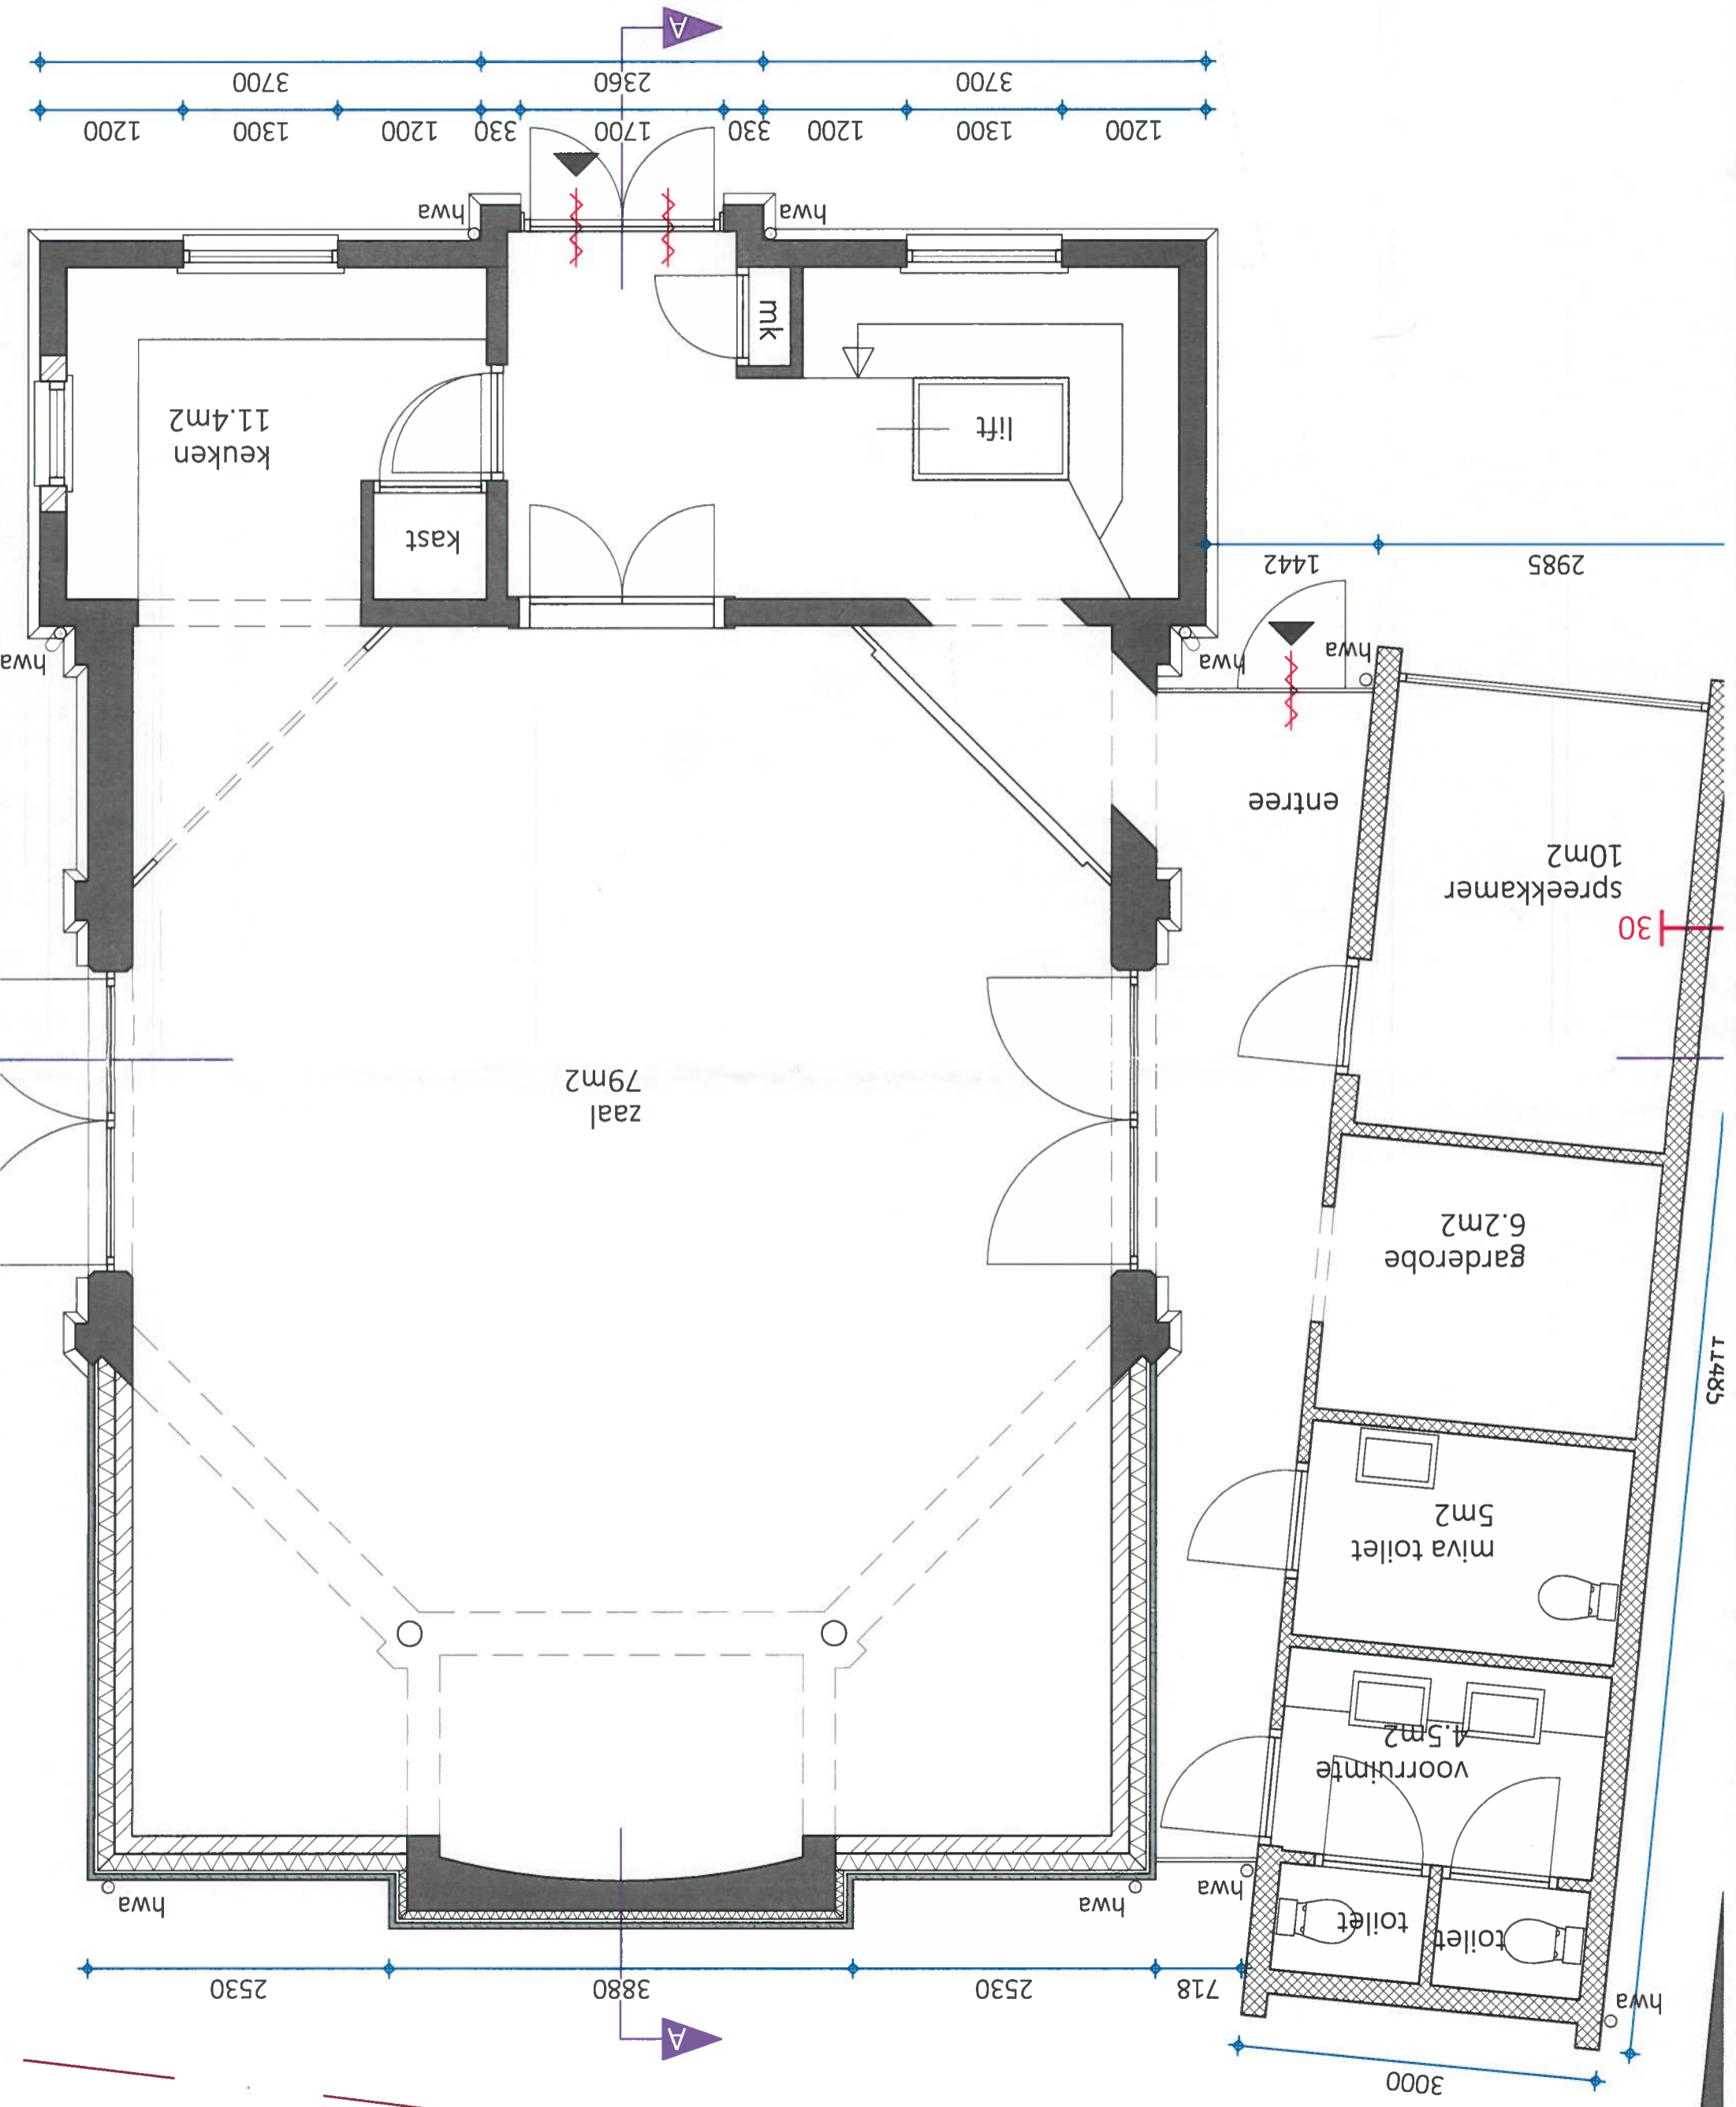 3000
A
hwa
718
2530
3880
2530
toilet
toilet
hwa
hwa
hwa
voorruimte
4.5m2
miva toilet
5m2
11485
garderobe
6.2m2
zaal
79m2
30
spreekkamer
10m2
entree
hwa
hwa
hwa
2985
1442
kast
keuken
11.4m2
lift
mk
hwa
hwa
1200
1300
1200
330
1700
330
1200
1300
1200
3700
2360
3700
A